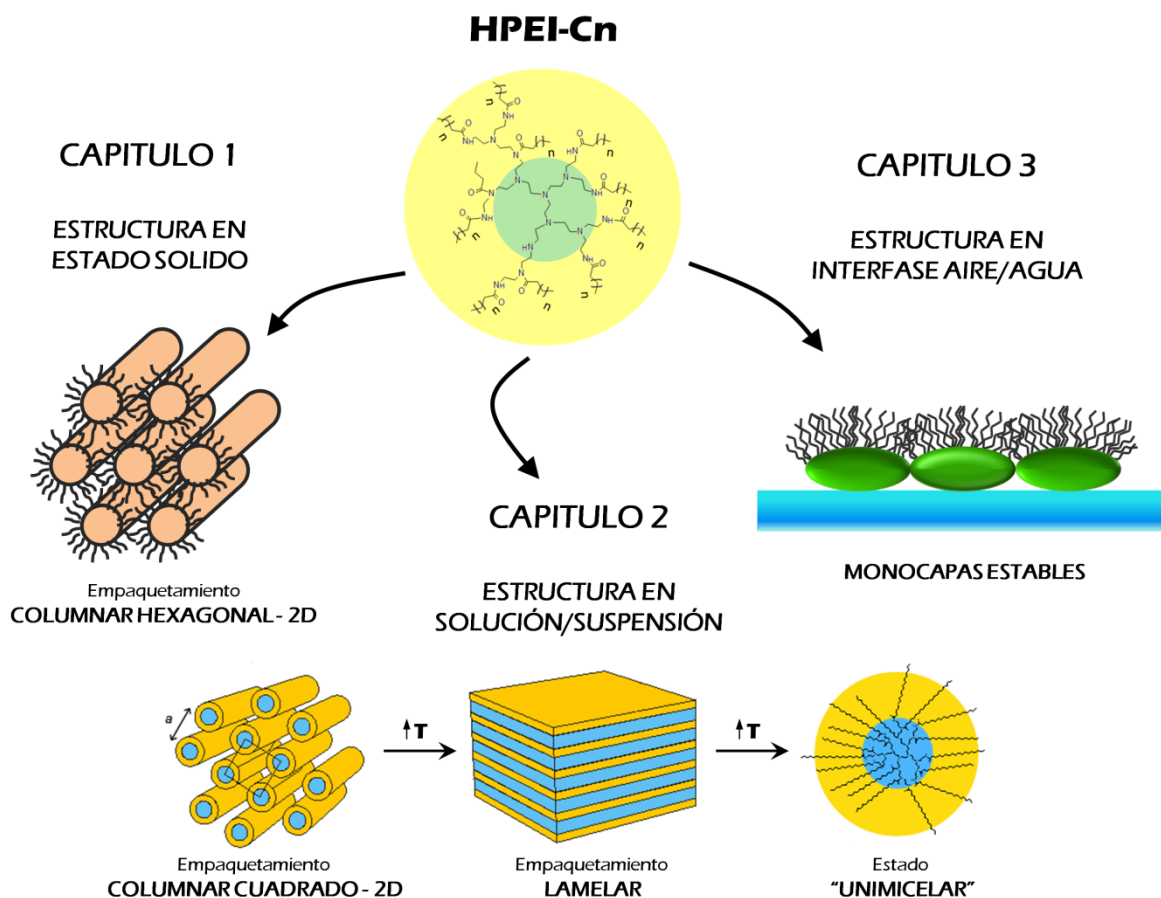 HPEI-Cn
CAPITULO 1
ESTRUCTURA EN
ESTADO SOLIDO
Empaquetamiento
COLUMNAR HEXAGONAL - 2D
CAPITULO 2
ESTRUCTURA EN
SOLUCIÓN/SUSPENSIÓN
CAPITULO 3
ESTRUCTURA EN
INTERFASE AIRE/AGUA
MONOCAPAS ESTABLES
a
↑T
↑T
Empaquetamiento
COLUMNAR CUADRADO - 2D
Empaquetamiento
LAMELAR
Estado
"UNIMICELAR"